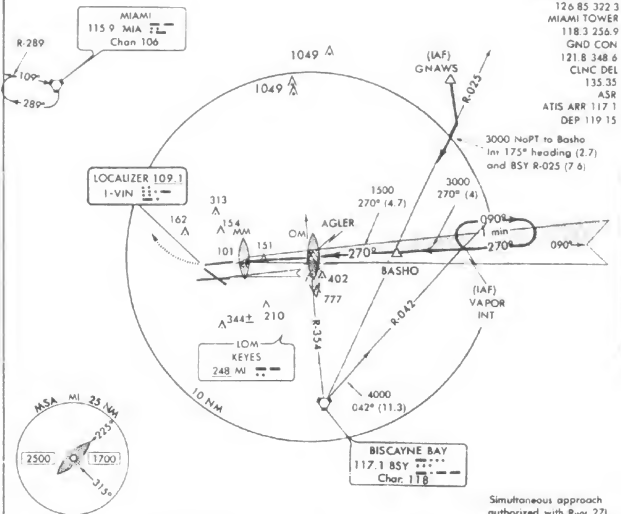 126 85 322 3
MIAMI TOWER
118.3 256.9
GND CON
121.8 348 6
CLNC DEL
135.35
ASR
ATIS ARR 117 1
DEP 119 15
MIAMI
115 9 MIA
Chan 106
R-289
109°
289°
1049
1049
(IAF)
GNAWS
R-025
3000 NoPT to Basho
Int 175° heading (2.7)
and BSY R-025 (7 6)
LOCALIZER 109.1
I-VIN
313
162
154
MM
101
151
OM
AGLER
1500
270° (4.7)
3000
270° (4)
090°
1 min
270°
090°
270°
BASHO
402
777
(IAF)
VAPOR
INT
344±
210
R-354
R-042
LOM
KEYES
248 MI
10 NM
4000
042° (11.3)
BISCAYNE BAY
117.1 BSY
Chan 118
MSA MI 25 NM
225°
2500
1700
315°
Simultaneous approach
authorized with Rwy 27L